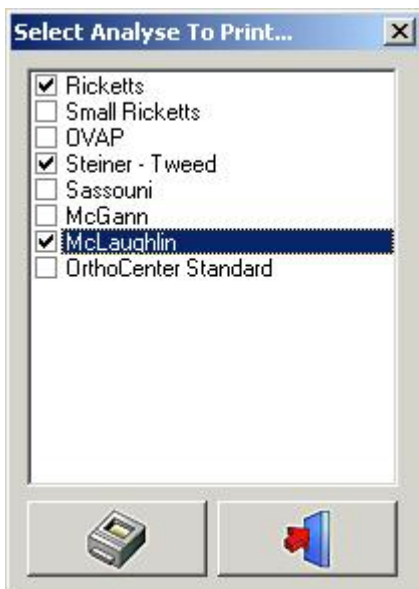 Select Analyse To Print...
Ricketts
Small Ricketts
OVAP
Steiner - Tweed
Sassouni
McGann
McLaughlin
OrthoCenter Standard